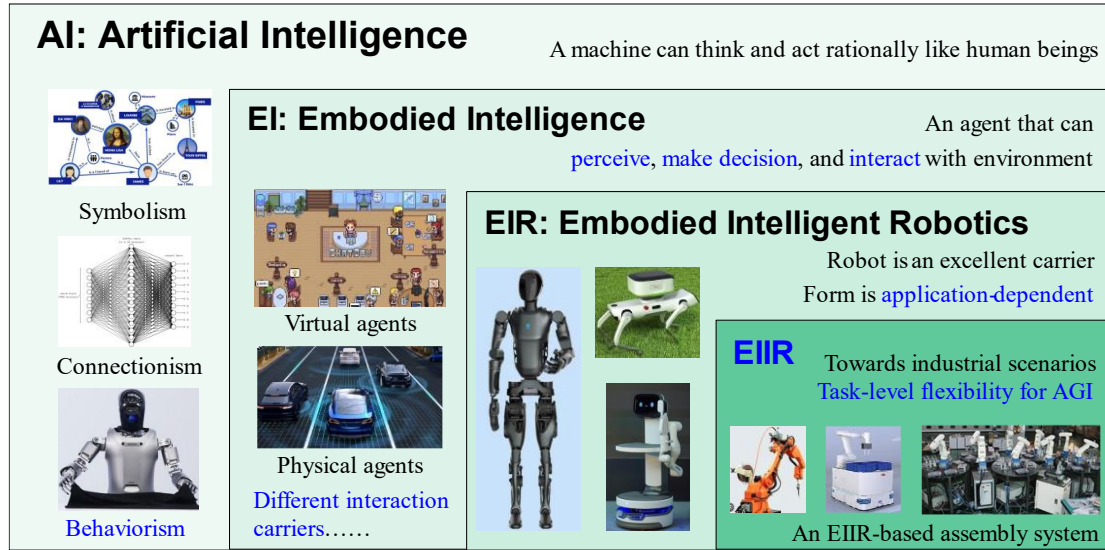 AI: Artificial Intelligence
A machine can think and act rationally like human beings
Symbolism
Connectionism
Behaviorism
EI: Embodied Intelligence
An agent that can
perceive, make decision, and interact with environment
Virtual agents
Physical agents
Different interaction
carriers……
EIR: Embodied Intelligent Robotics
Robot is an excellent carrier
Form is application-dependent
EIIR
Towards industrial scenarios
Task-level flexibility for AGI
An EIIR-based assembly system